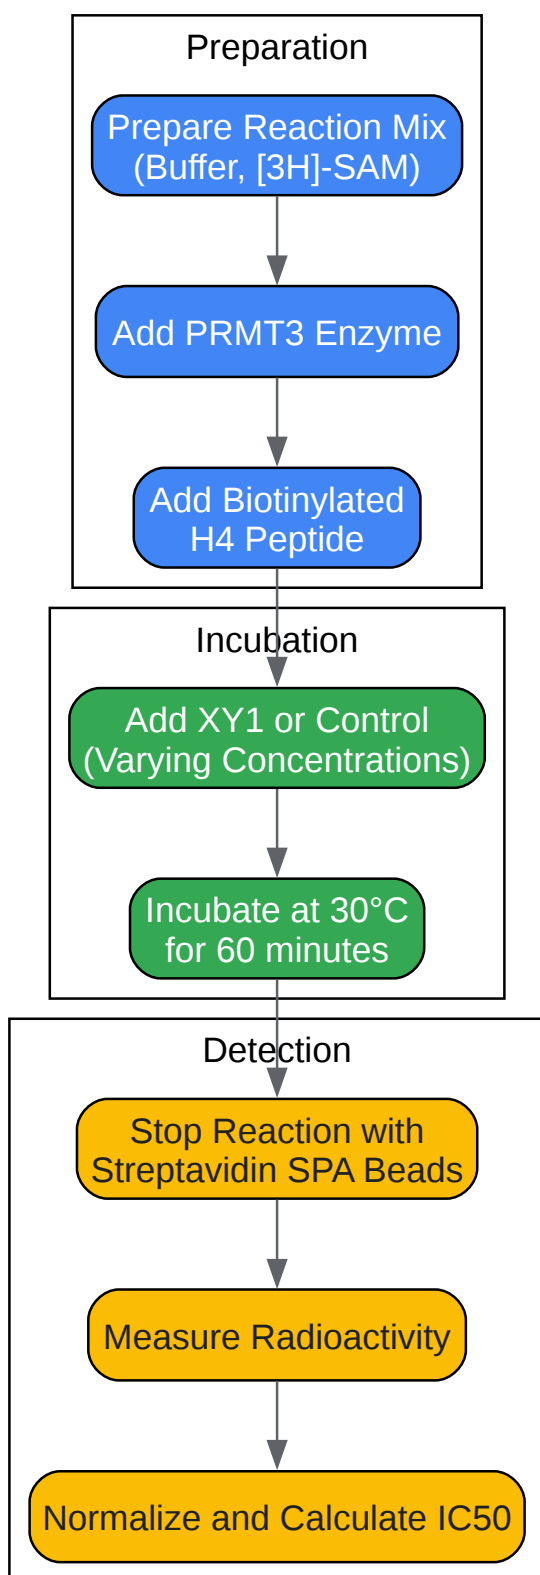 Preparation
Prepare Reaction Mix
(Buffer, [3H]-SAM)
Add PRMT3 Enzyme
Add Biotinylated
H4 Peptide
Incubation
Add XY1 or Control
(Varying Concentrations)
Incubate at 30°C
for 60 minutes
Detection
Stop Reaction with
Streptavidin SPA Beads
Measure Radioactivity
Normalize and Calculate IC50